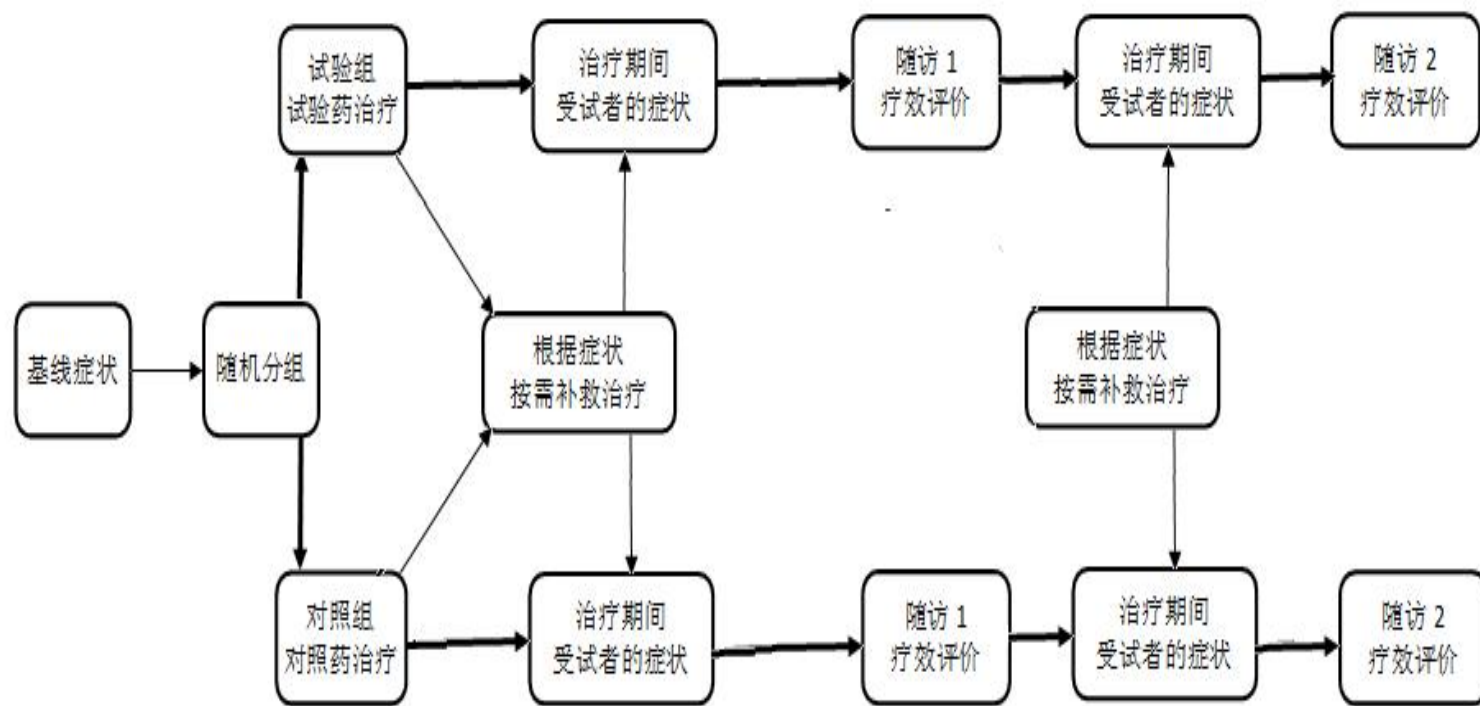 试验组
试验药治疗
治疗期间
受试者的症状
随访 1
疗效评价
治疗期间
受试者的症状
随访 2
疗效评价
基线症状
随机分组
根据症状
按需补救治疗
根据症状
按需补救治疗
对照组
对照药治疗
治疗期间
受试者的症状
随访 1
疗效评价
治疗期间
受试者的症状
随访 2
疗效评价